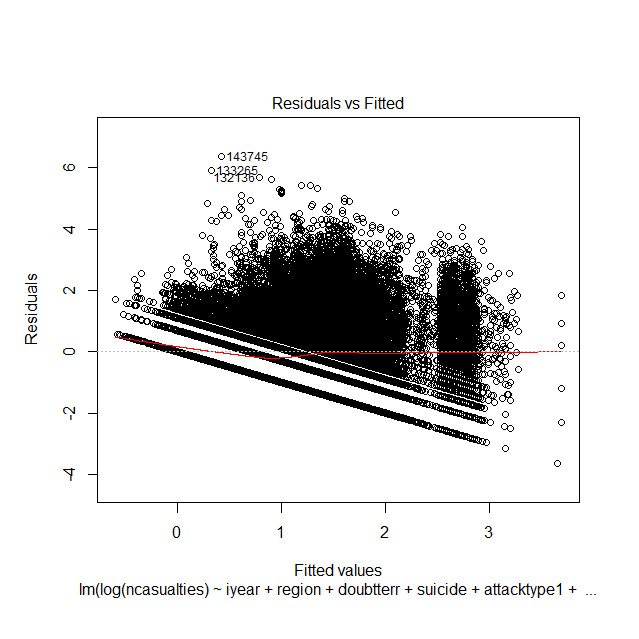 Residuals vs Fitted
143745
133265
132136
6
4
2
0
-2
-4
Residuals
0 1 2 3
Fitted values
lm(log(ncasualties) ~ iyear + region + doubtterr + suicide + attacktype1 + ...